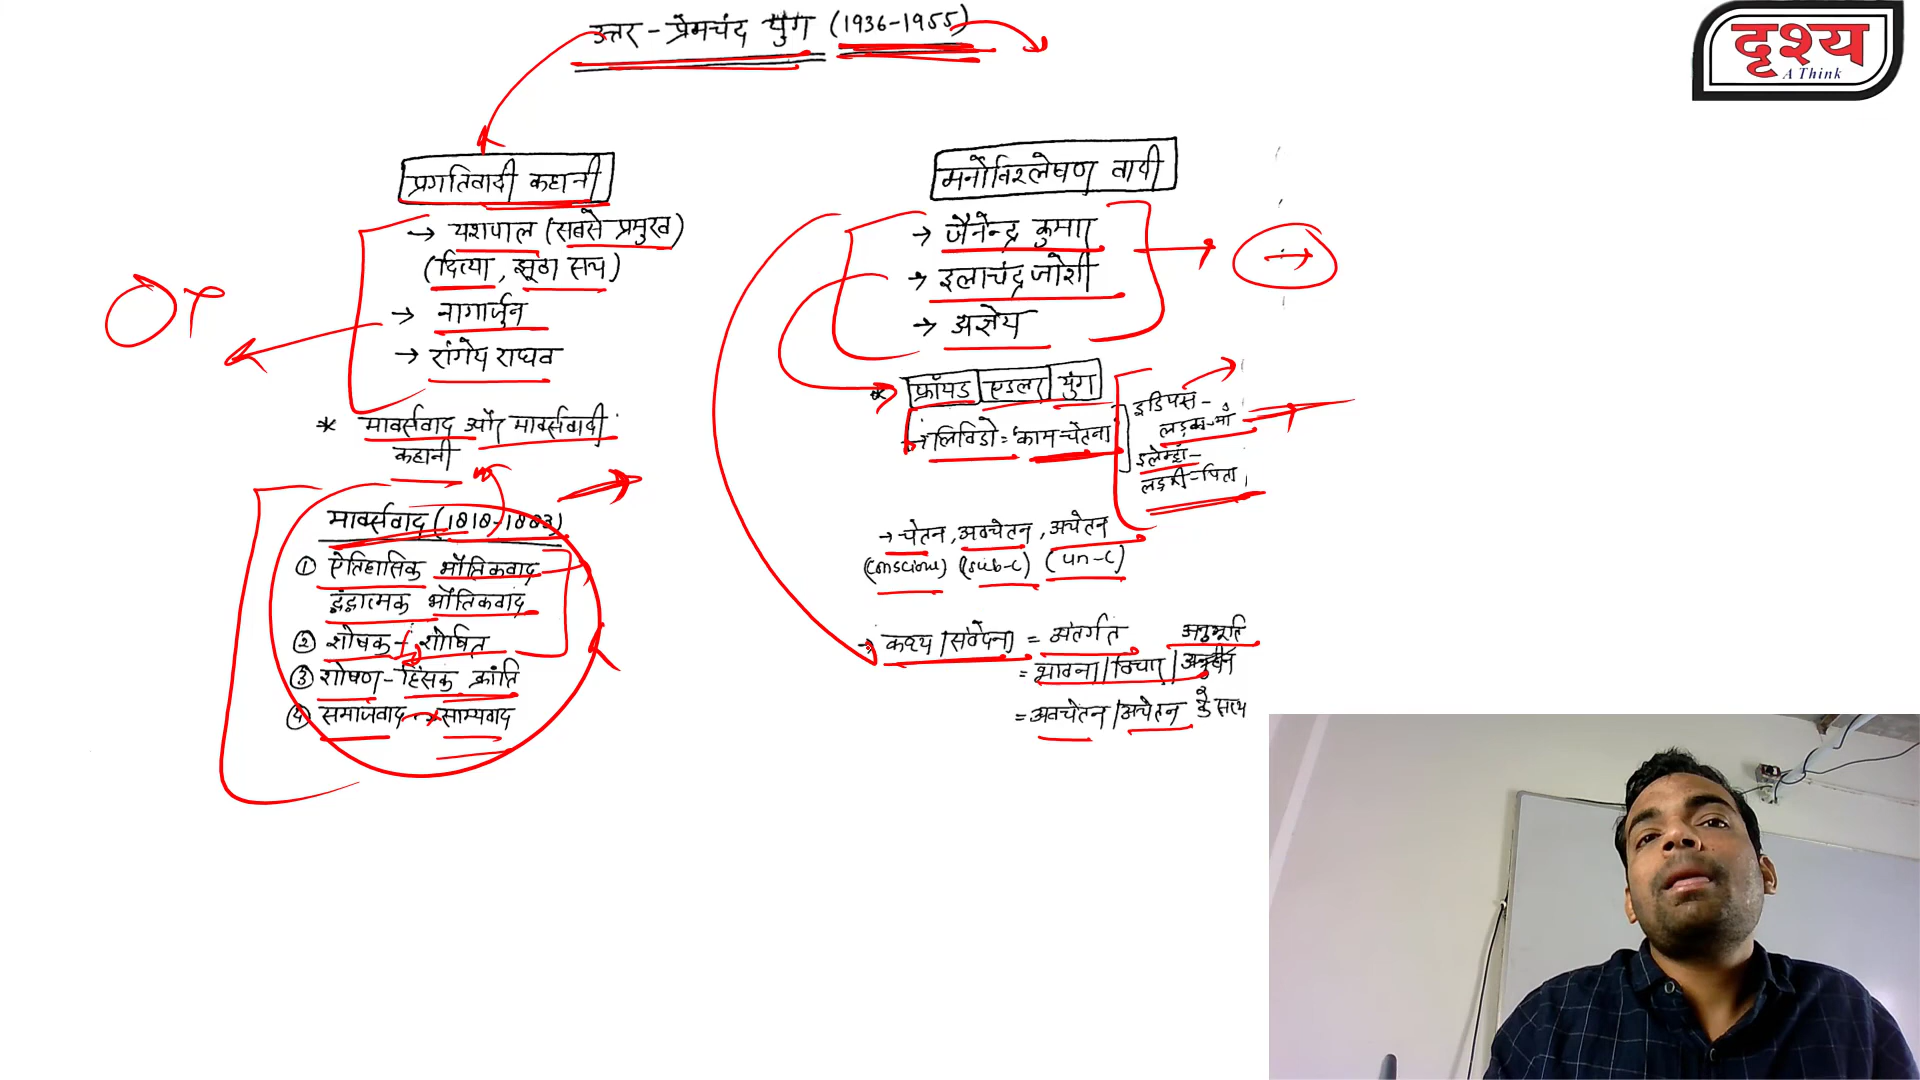 उत्तर-प्रेमचंद युग (1936-1955)
दृश्य
A Think
प्रगतिवादी कहानी
→ यशपाल (सबसे प्रमुख)
(दिव्या, झूठा सच)
→ नागार्जुन
→ रांगेय राघव
* मार्क्सवाद और मार्क्सवादी
कहानी
मार्क्सवाद (1818-1883)
① ऐतिहासिक भौतिकवाद
द्वंद्वात्मक भौतिकवाद
② शोषक - शोषित
③ शोषण - हिंसक क्रांति
④ समाजवाद → साम्यवाद
मनोविश्लेषण वादी
→ जैनेन्द्र कुमार
→ इलाचंद्र जोशी
→ अज्ञेय
* फ्रॉयड एडलर युंग
→ लिविडो = 'काम-चेतना
इडिपस -
लड़का-माँ
इलेक्ट्रा -
लड़की-पिता
→ चेतन, अवचेतन, अचेतन
(conscious) (sub-c) (un-c)
→ कथ्य/संवेदना = अंतर्गत अनुभूति
= भावना/विचार/
= अवचेतन/अचेतन के सत्य